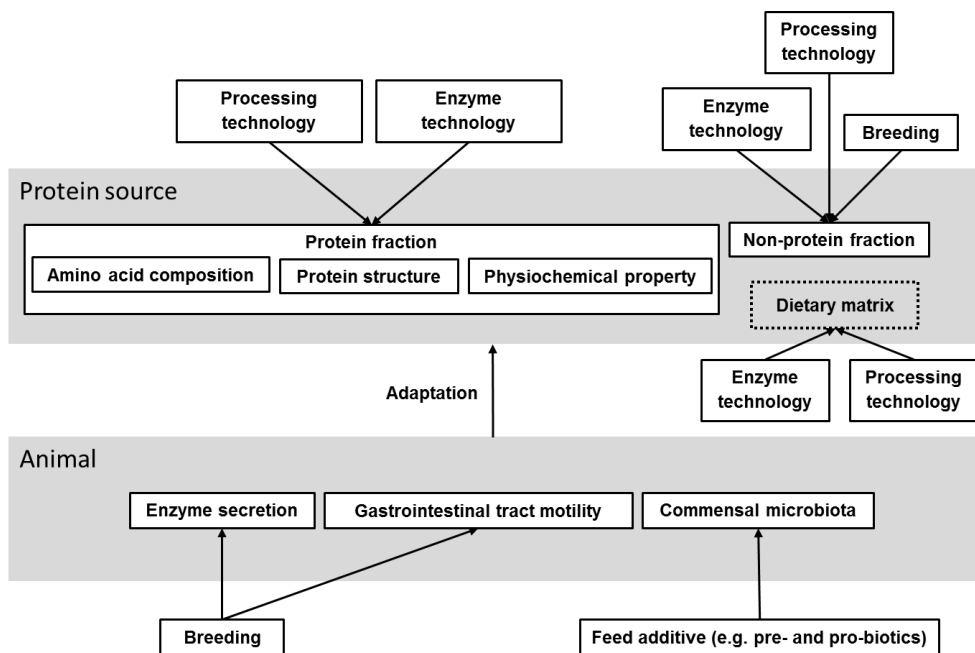 Processing
technology
Processing
technology
Enzyme
technology
Enzyme
technology
Breeding
Protein source
Protein fraction
Non-protein fraction
Amino acid composition
Protein structure
Physiochemical property
Dietary matrix
Enzyme
technology
Processing
technology
Adaptation
Animal
Enzyme secretion
Gastrointestinal tract motility
Commensal microbiota
Breeding
Feed additive (e.g. pre- and pro-biotics)